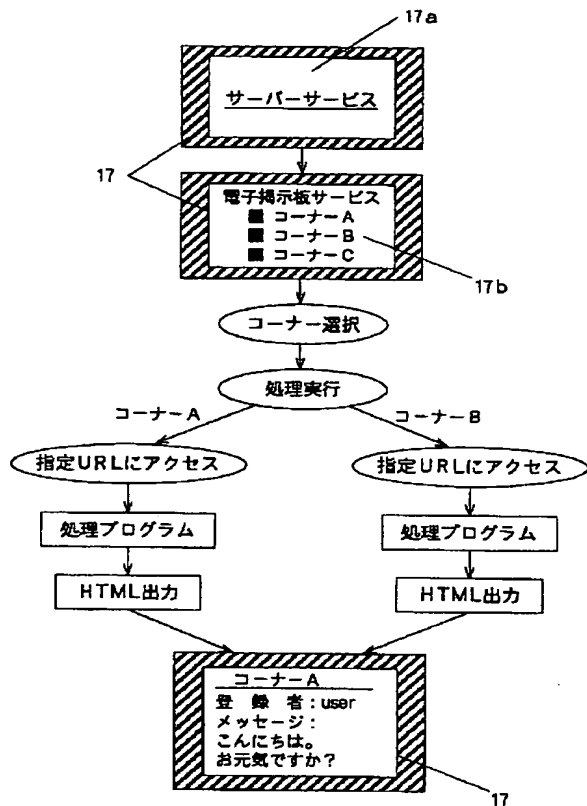 17a
サーバーサービス
17
電子掲示板サービス
■ コーナーA
■ コーナーB
■ コーナーC
17b
コーナー選択
処理実行
コーナーA
コーナーB
指定URLにアクセス
指定URLにアクセス
処理プログラム
処理プログラム
HTML出力
HTML出力
コーナーA
登 録 者:user
メッセージ:
こんにちは。
お元気ですか?
17